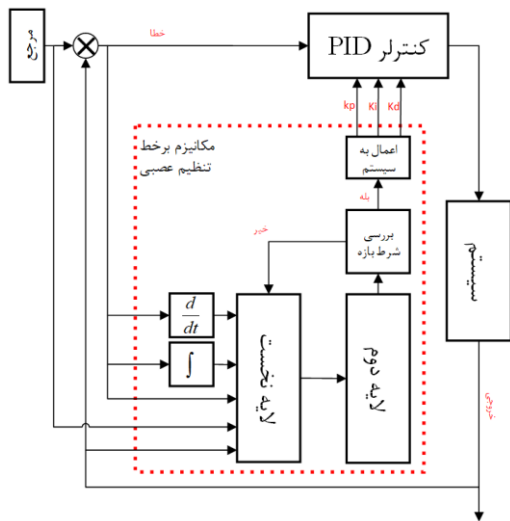 مرجع
خطا
کنترلر PID
kp
Ki
Kd
مکانیزم برخط
تنظیم عصبی
اعمال به
سیستم
بله
خیر
بررسی
شرط بازه
سیستم
d
dt
∫
لایه نخست
لایه دوم
خروجی